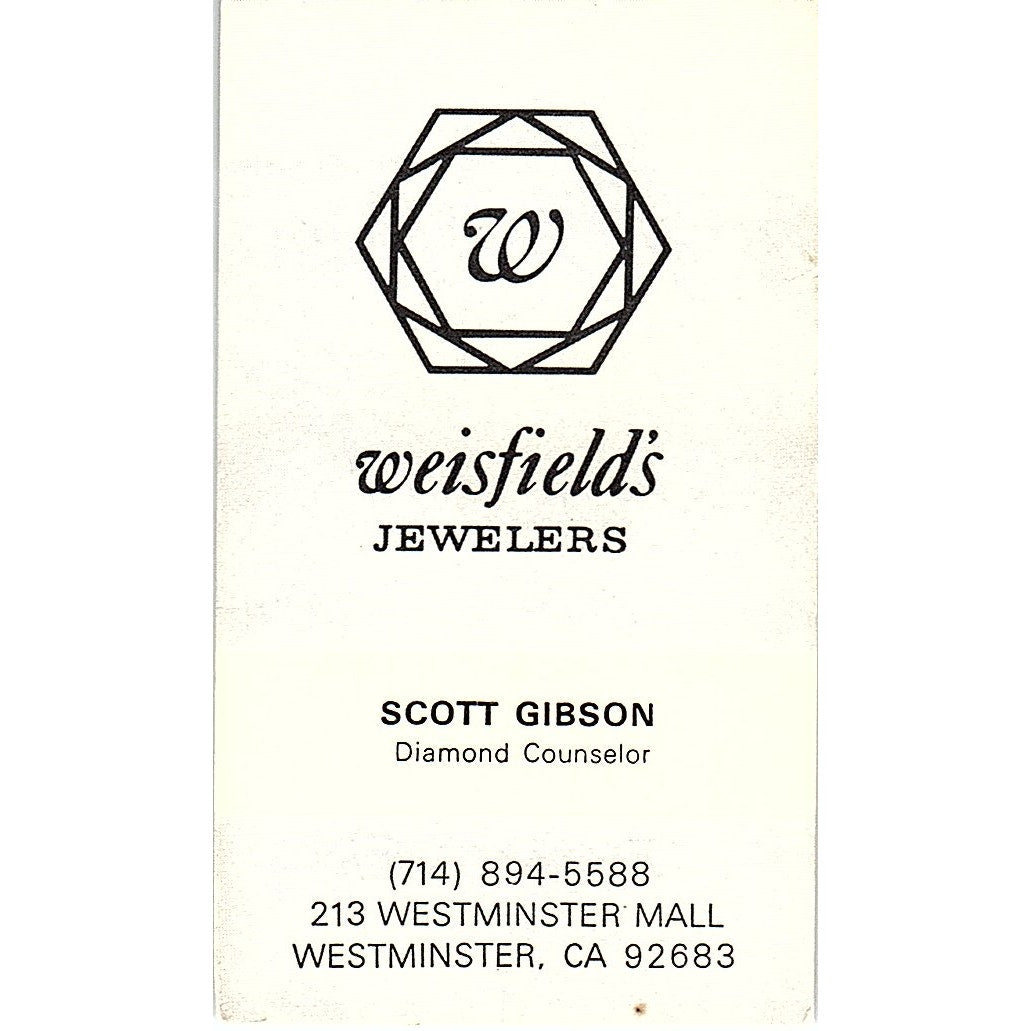 w
weisfield's
JEWELERS
SCOTT GIBSON
Diamond Counselor
(714) 894-5588
213 WESTMINSTER MALL
WESTMINSTER, CA 92683